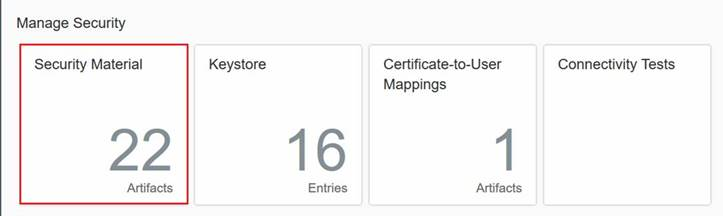 Manage Security
Security Material
22
Artifacts
Keystore
16
Entries
Certificate-to-User
Mappings
1
Artifacts
Connectivity Tests